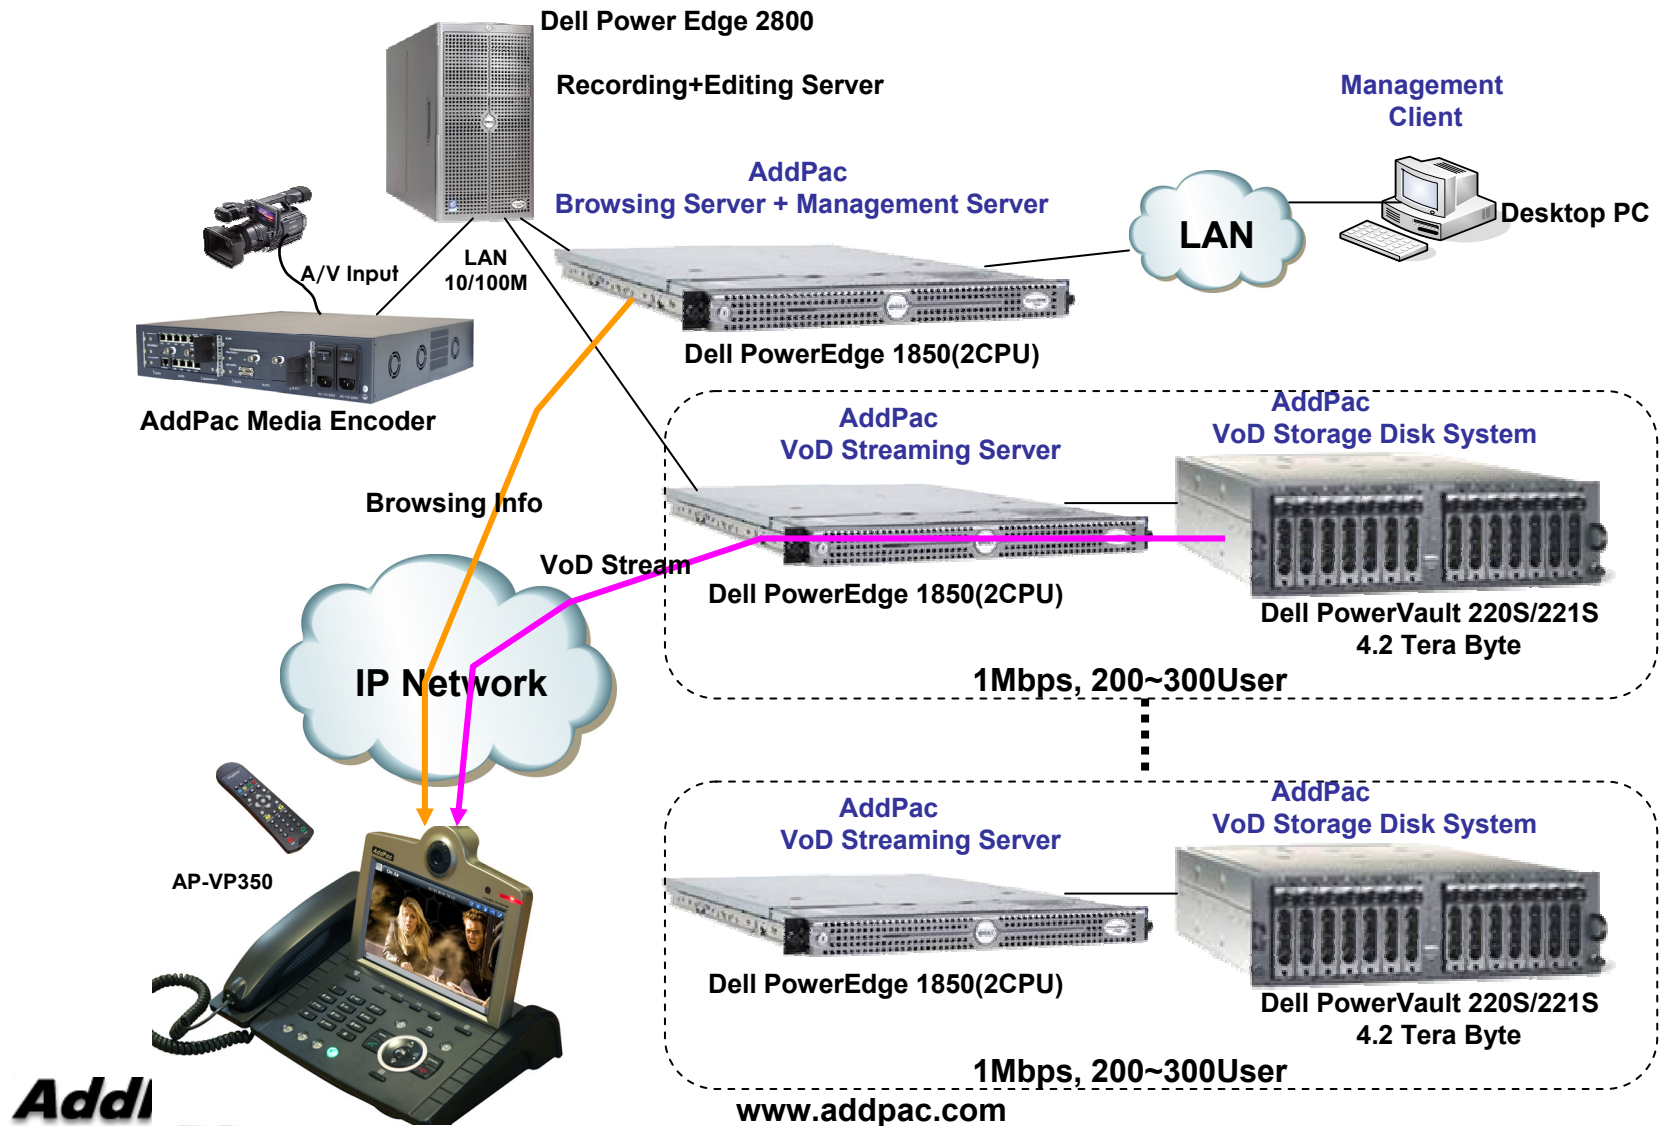 Dell Power Edge 2800
Recording+Editing Server
Management
Client
AddPac
Browsing Server + Management Server
LAN
Desktop PC
A/V Input
LAN
10/100M
Dell PowerEdge 1850(2CPU)
AddPac Media Encoder
AddPac
VoD Streaming Server
AddPac
VoD Storage Disk System
Browsing Info
VoD Stream
Dell PowerEdge 1850(2CPU)
Dell PowerVault 220S/221S
4.2 Tera Byte
IP Network
1Mbps, 200~300User
AddPac
VoD Streaming Server
AddPac
VoD Storage Disk System
AP-VP350
AddPac
On Air
Dell PowerEdge 1850(2CPU)
Dell PowerVault 220S/221S
4.2 Tera Byte
1Mbps, 200~300User
www.addpac.com